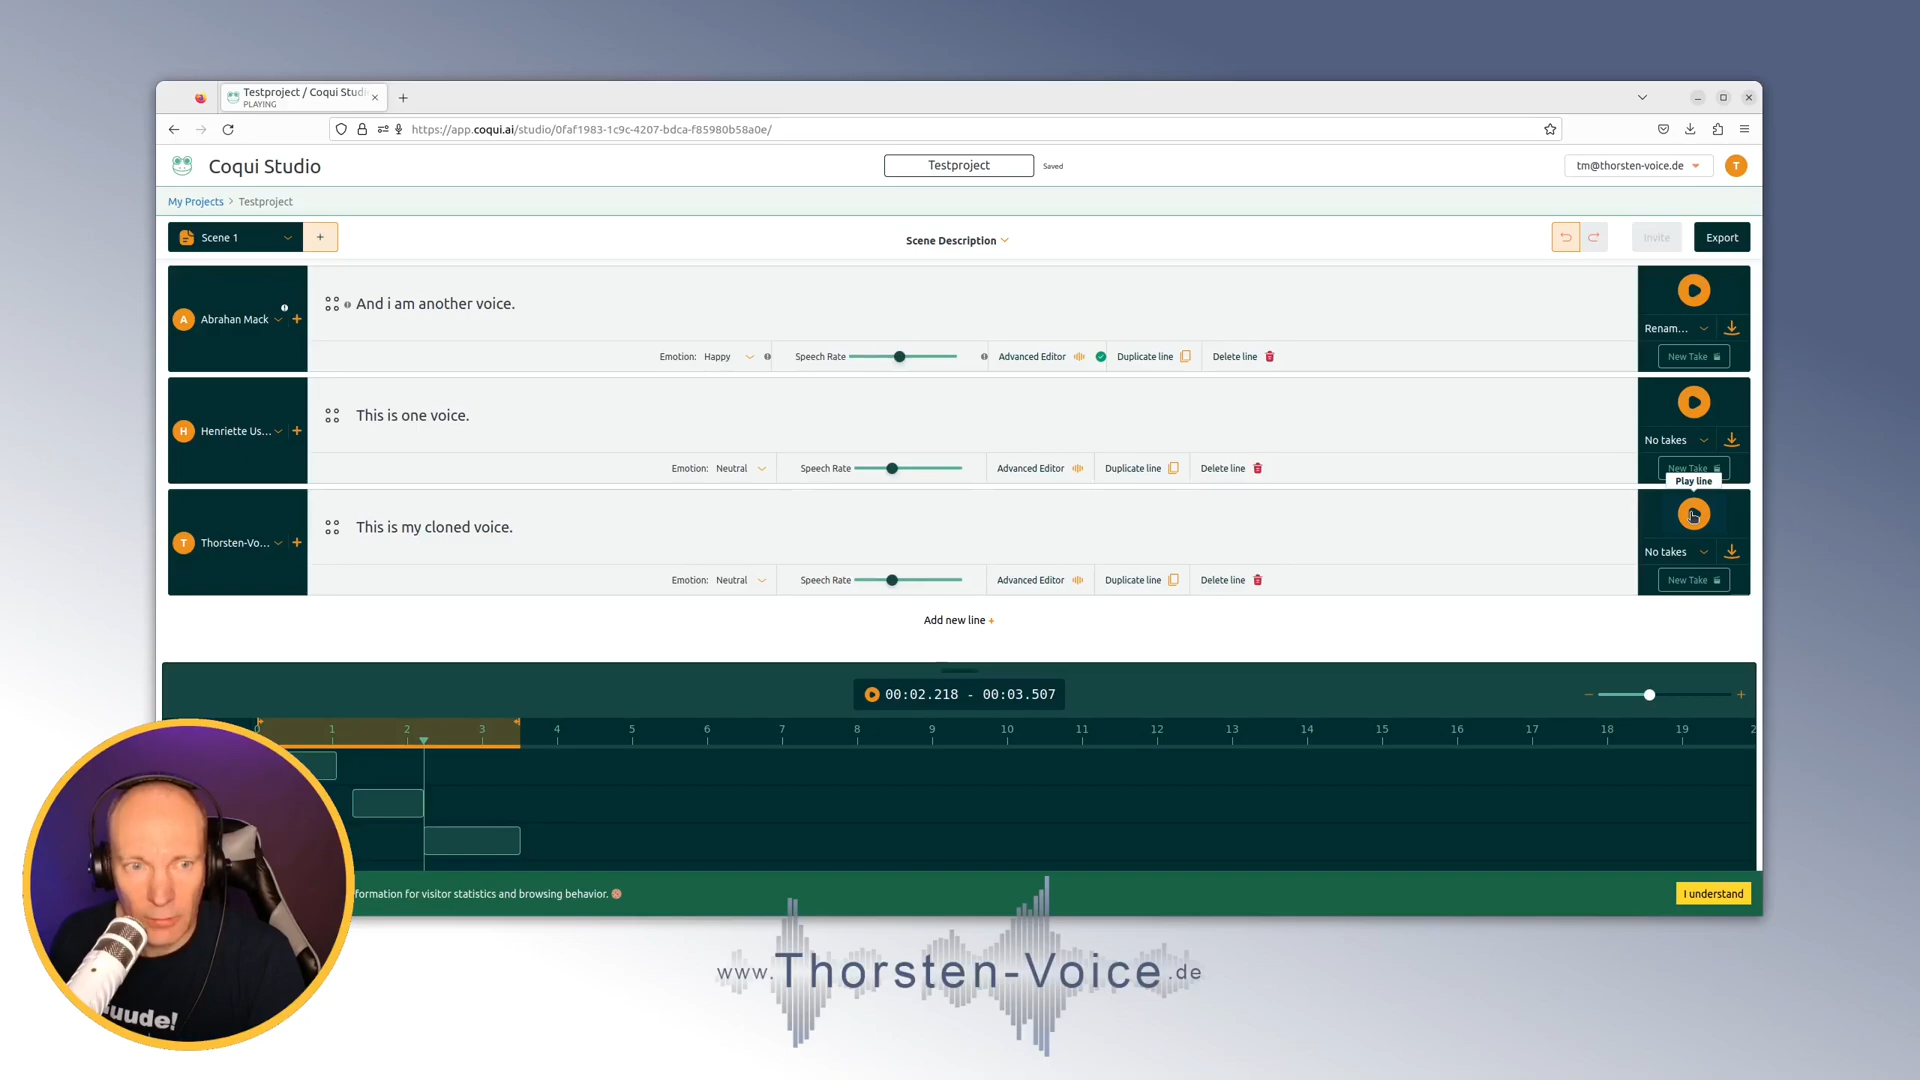 Testproject / Coqui Studi
PLAYING
https://app.coqui.ai/studio/0faf1983-1c9c-4207-bdca-f85980b58a0e/
Coqui Studio
Testproject
Saved
tm@thorsten-voice.de
T
My Projects > Testproject
Scene 1
+
Scene Description
Invite
Export
A
Abrahan Mack
And i am another voice.
Renam...
Emotion: Happy
Speech Rate
Advanced Editor
Duplicate line
Delete line
New Take
H
Henriette Us...
This is one voice.
No takes
Emotion: Neutral
Speech Rate
Advanced Editor
Duplicate line
Delete line
New Take
Play line
T
Thorsten-Vo...
This is my cloned voice.
No takes
Emotion: Neutral
Speech Rate
Advanced Editor
Duplicate line
Delete line
New Take
Add new line +
00:02.218 - 00:03.507
0 1 2 3 4 5 6 7 8 9 10 11 12 13 14 15 16 17 18 19 2
formation for visitor statistics and browsing behavior.
I understand
uude!
www.Thorsten-Voice.de